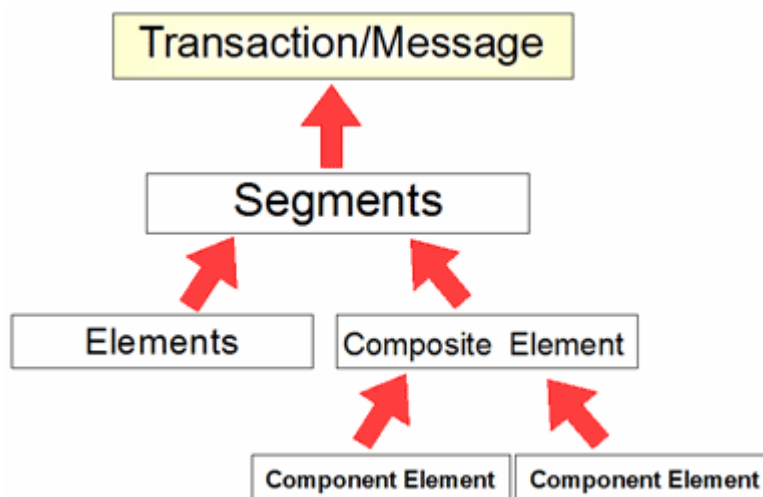 Transaction/Message
Segments
Elements
Composite Element
Component Element
Component Element